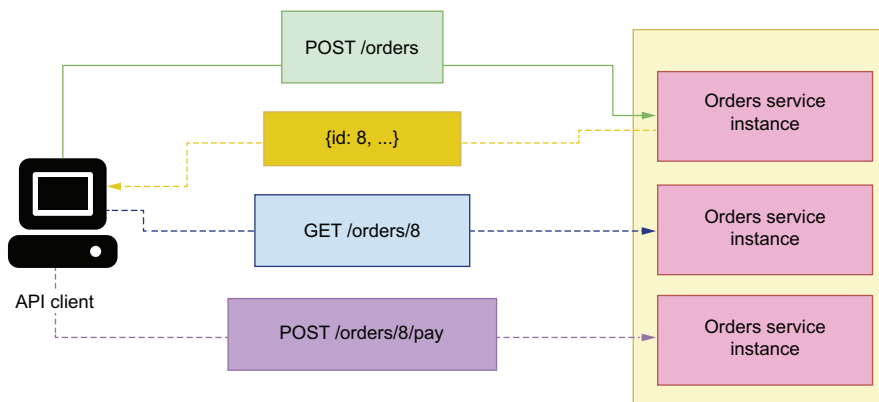 POST /orders
Orders service
instance
{id: 8, ...}
GET /orders/8
Orders service
instance
API client
POST /orders/8/pay
Orders service
instance